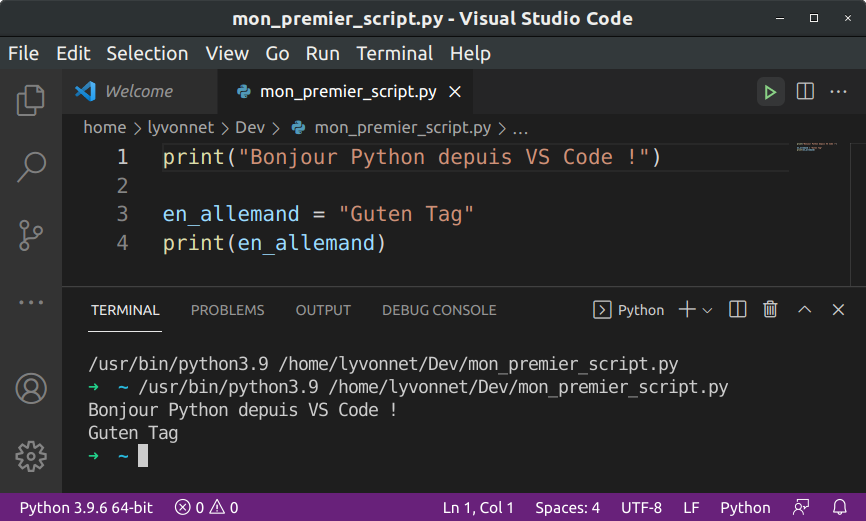 mon_premier_script.py - Visual Studio Code
File Edit Selection View Go Run Terminal Help
Welcome mon_premier_script.py
home > lyvonnet > Dev > mon_premier_script.py > ...
1 print("Bonjour Python depuis VS Code !")
2
3 en_allemand = "Guten Tag"
4 print(en_allemand)
TERMINAL PROBLEMS OUTPUT DEBUG CONSOLE Python
/usr/bin/python3.9 /home/lyvonnet/Dev/mon_premier_script.py
➜ ~ /usr/bin/python3.9 /home/lyvonnet/Dev/mon_premier_script.py
Bonjour Python depuis VS Code !
Guten Tag
➜ ~
Python 3.9.6 64-bit 0 0 Ln 1, Col 1 Spaces: 4 UTF-8 LF Python